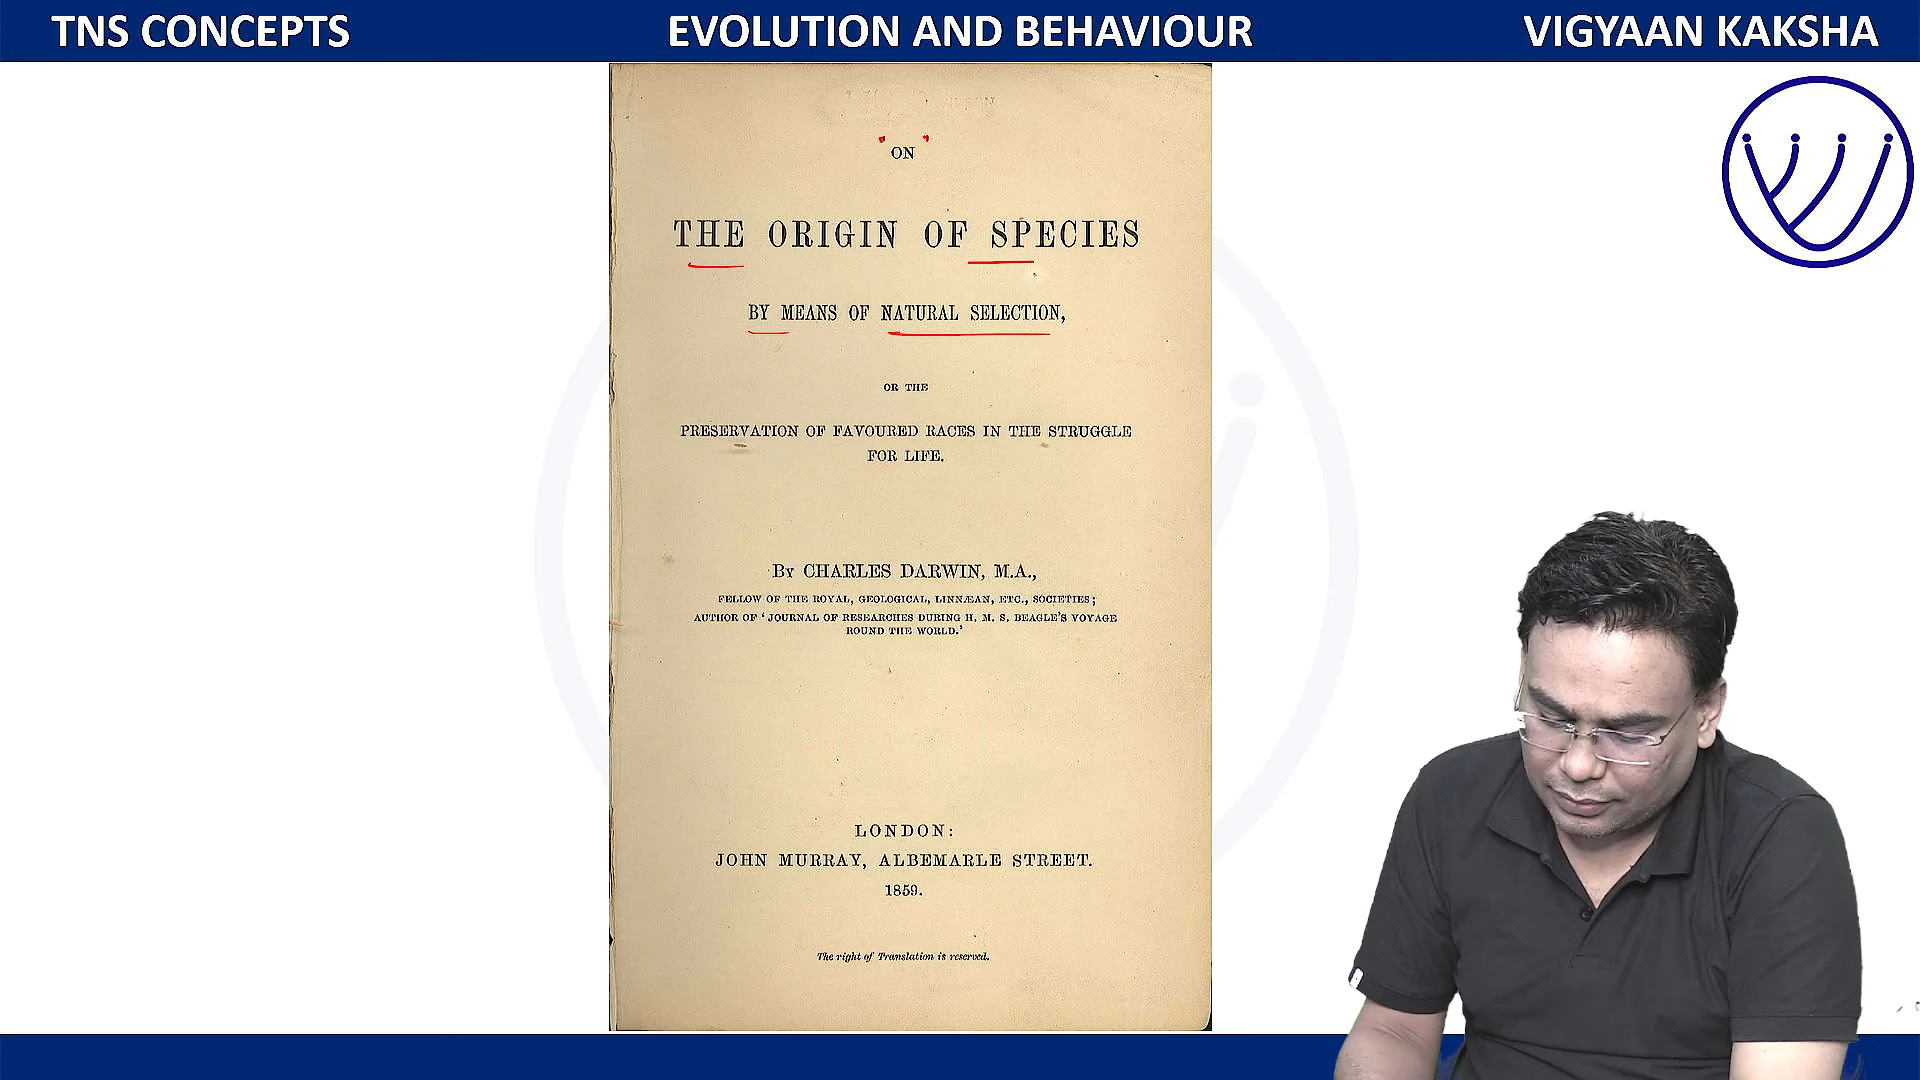 TNS CONCEPTS
EVOLUTION AND BEHAVIOUR
VIGYAAN KAKSHA
ON
THE ORIGIN OF SPECIES
BY MEANS OF NATURAL SELECTION,
OR THE
PRESERVATION OF FAVOURED RACES IN THE STRUGGLE
FOR LIFE.
By CHARLES DARWIN, M.A.,
FELLOW OF THE ROYAL, GEOLOGICAL, LINNÆAN, ETC., SOCIETIES;
AUTHOR OF ‘JOURNAL OF RESEARCHES DURING H. M. S. BEAGLE’S VOYAGE
ROUND THE WORLD.’
LONDON:
JOHN MURRAY, ALBEMARLE STREET.
1859.
The right of Translation is reserved.